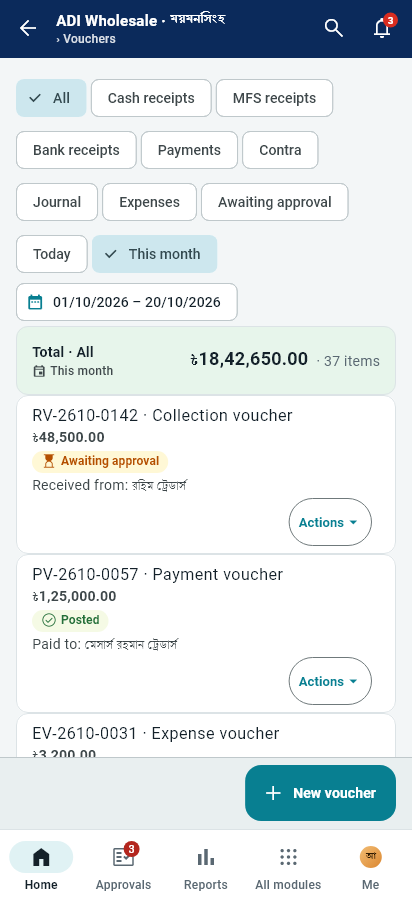 ADI Wholesale · ময়মনসিংহ
› Vouchers
3
All
Cash receipts
MFS receipts
Bank receipts
Payments
Contra
Journal
Expenses
Awaiting approval
Today
This month
01/10/2026 – 20/10/2026
Total · All
৳18,42,650.00 · 37 items
This month
RV-2610-0142 · Collection voucher
৳48,500.00
Awaiting approval
Received from: রহিম ট্রেডার্স
Actions
PV-2610-0057 · Payment voucher
৳1,25,000.00
Posted
Paid to: মেসার্স রহমান ট্রেডার্স
Actions
EV-2610-0031 · Expense voucher
৳3,200.00
New voucher
3
আ
Home
Approvals
Reports
All modules
Me